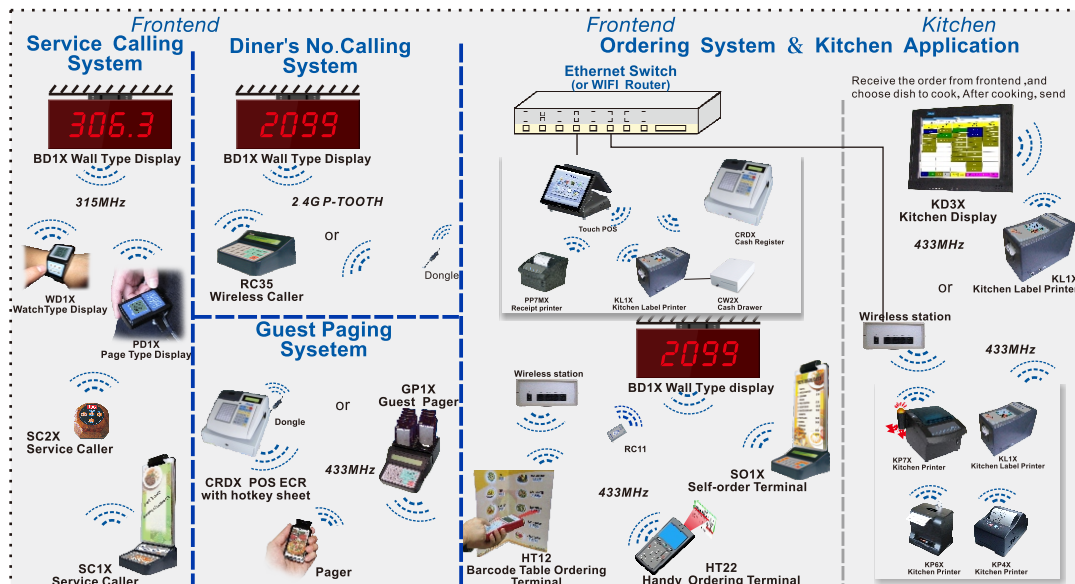 Frontend
Service Calling
System
306.3
BD1X Wall Type Display
315MHz
WD1X
WatchType Display
PD1X
Page Type Display
SC2X
Service Caller
SC1X
Service Caller
Diner's No.Calling
System
2099
BD1X Wall Type Display
2 4G P-TOOTH
or
RC35
Wireless Caller
Dongle
Guest Paging
Sysetem
or
GP1X
Guest Pager
Dongle
433MHz
CRDX POS ECR
with hotkey sheet
Pager
Frontend
Kitchen
Ordering System & Kitchen Application
Ethernet Switch
(or WIFI Router)
Touch POS
CRDX
Cash Register
PP7MX
Receipt printer
KL1X
Kitchen Label Printer
CW2X
Cash Drawer
2099
BD1X Wall Type display
Wireless station
RC11
SO1X
Self-order Terminal
433MHz
HT12
Barcode Table Ordering
Terminal
HT22
Handy Ordering Terminal
Receive the order from frontend ,and
choose dish to cook, After cooking, send
KD3X
Kitchen Display
433MHz
or
KL1X
Kitchen Label Printer
Wireless station
433MHz
KP7X
Kitchen Printer
KL1X
Kitchen Label Printer
KP6X
Kitchen Printer
KP4X
Kitchen Printer